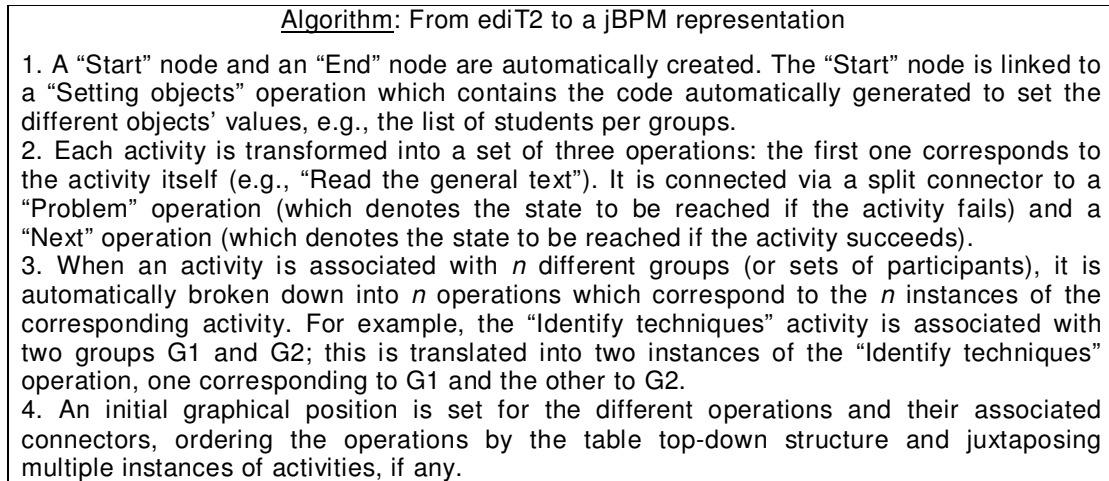 Algorithm: From ediT2 to a jBPM representation
1. A “Start” node and an “End” node are automatically created. The “Start” node is linked to
a “Setting objects” operation which contains the code automatically generated to set the
different objects’ values, e.g., the list of students per groups.
2. Each activity is transformed into a set of three operations: the first one corresponds to
the activity itself (e.g., “Read the general text”). It is connected via a split connector to a
“Problem” operation (which denotes the state to be reached if the activity fails) and a
“Next” operation (which denotes the state to be reached if the activity succeeds).
3. When an activity is associated with n different groups (or sets of participants), it is
automatically broken down into n operations which correspond to the n instances of the
corresponding activity. For example, the “Identify techniques” activity is associated with
two groups G1 and G2; this is translated into two instances of the “Identify techniques”
operation, one corresponding to G1 and the other to G2.
4. An initial graphical position is set for the different operations and their associated
connectors, ordering the operations by the table top-down structure and juxtaposing
multiple instances of activities, if any.